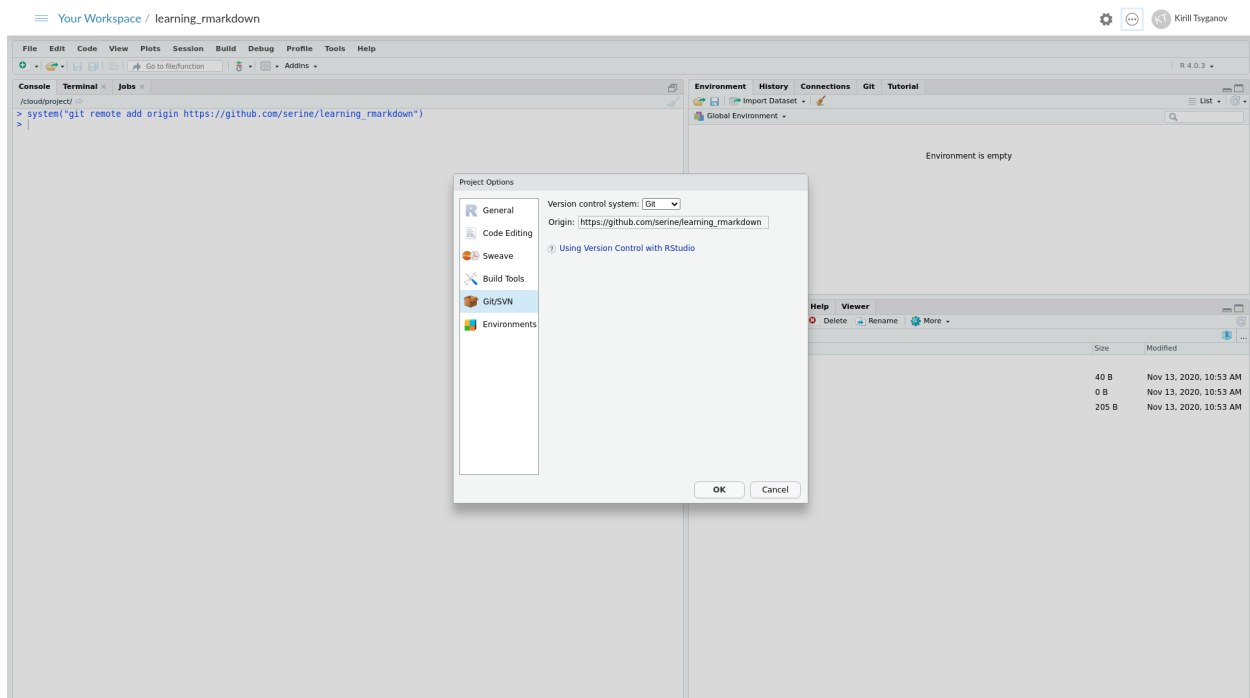 Your Workspace / learning_rmarkdown
KT Kirill Tsyganov
File Edit Code View Plots Session Build Debug Profile Tools Help
Go to file/function Addins R 4.0.3
Console Terminal Jobs
/cloud/project/
> system("git remote add origin https://github.com/serine/learning_rmarkdown")
>
Environment History Connections Git Tutorial
Import Dataset List
Global Environment
Environment is empty
Project Options
General
Code Editing
Sweave
Build Tools
Git/SVN
Environments
Version control system: Git
Origin: https://github.com/serine/learning_rmarkdown
Using Version Control with RStudio
OK Cancel
Help Viewer
Delete Rename More
...
Size Modified
40 B Nov 13, 2020, 10:53 AM
0 B Nov 13, 2020, 10:53 AM
205 B Nov 13, 2020, 10:53 AM